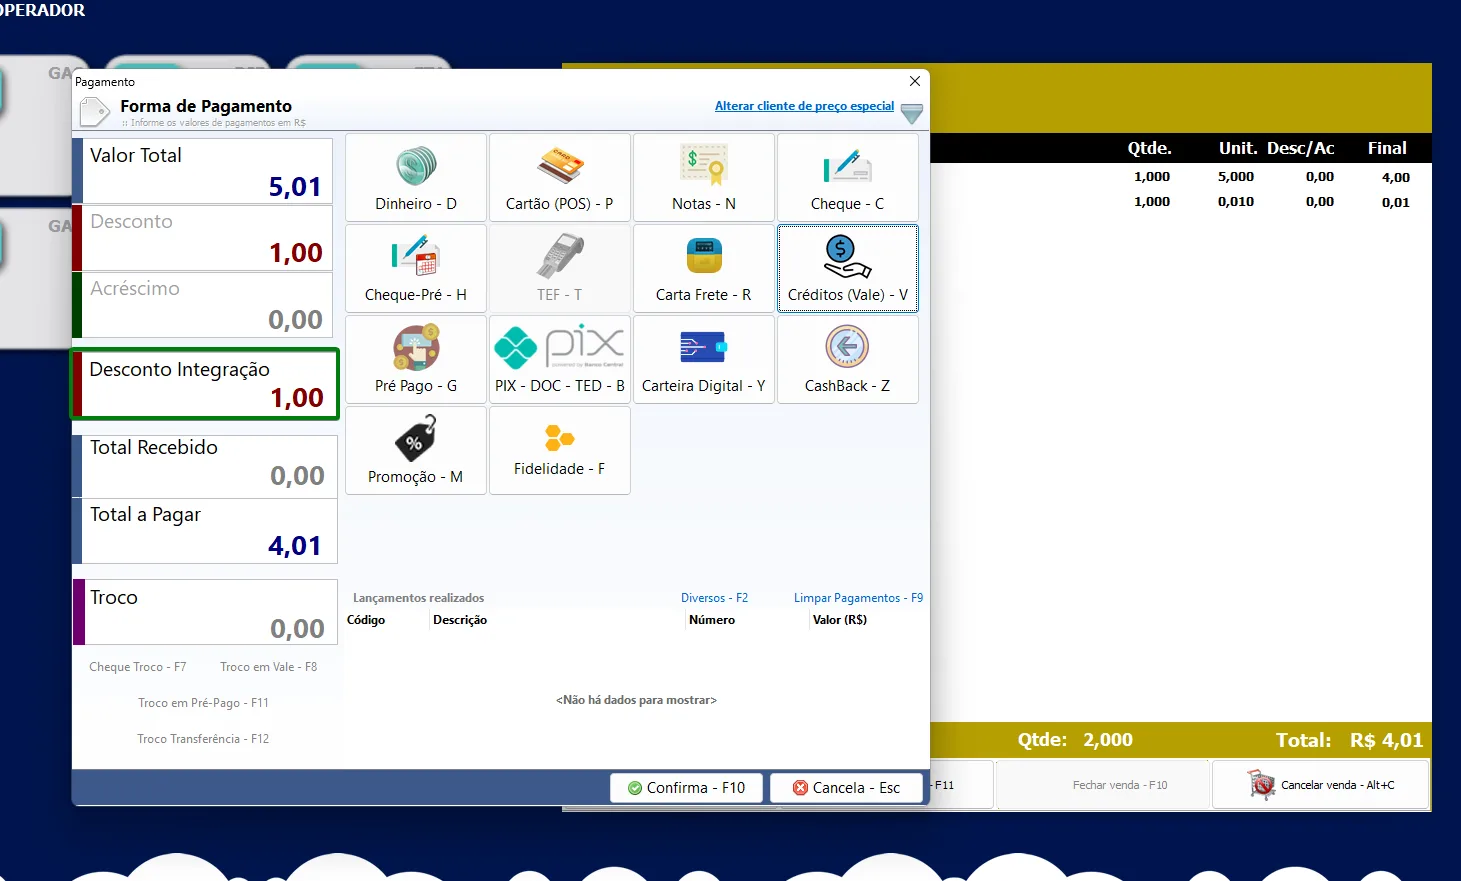 OPERADOR
GA
GA
Pagamento
Forma de Pagamento
:: Informe os valores de pagamentos em R$
Alterar cliente de preço especial
Valor Total
5,01
Desconto
1,00
Acréscimo
0,00
Desconto Integração
1,00
Total Recebido
0,00
Total a Pagar
4,01
Troco
0,00
Cheque Troco - F7
Troco em Vale - F8
Troco em Pré-Pago - F11
Troco Transferência - F12
Dinheiro - D
CARD
Cartão (POS) - P
Notas - N
Cheque - C
Cheque-Pré - H
TEF - T
Carta Frete - R
Créditos (Vale) - V
Pré Pago - G
pix
powered by Banco Central
PIX - DOC - TED - B
Carteira Digital - Y
CashBack - Z
Promoção - M
Fidelidade - F
Lançamentos realizados
Diversos - F2
Limpar Pagamentos - F9
Código Descrição Número Valor (R$)
<Não há dados para mostrar>
Confirma - F10
Cancela - Esc
Qtde. Unit. Desc/Ac Final
1,000 5,000 0,00 4,00
1,000 0,010 0,00 0,01
Qtde: 2,000
Total: R$ 4,01
- F11
Fechar venda - F10
Cancelar venda - Alt+C